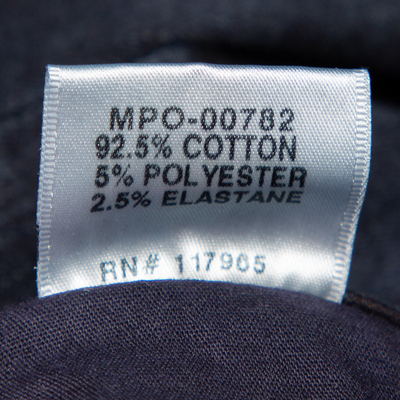 MPO-00782
92.5% COTTON
5% POLYESTER
2.5% ELASTANE
RN# 117965